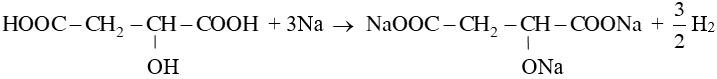 HOOC – CH₂ – CH – COOH + 3Na → NaOOC – CH₂ – CH – COONa + 3/2 H₂
OH ONa